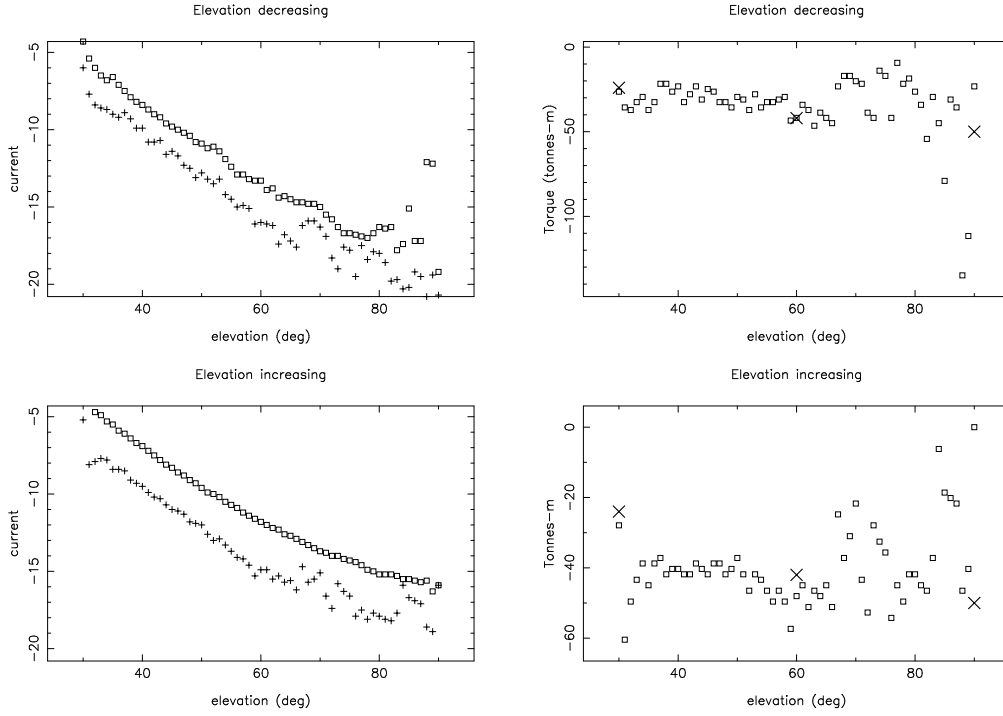 Elevation decreasing
current
−5
−10
−15
−20
40
60
80
elevation (deg)
Elevation decreasing
Torque (tonnes−m)
0
−50
−100
40
60
80
elevation (deg)
Elevation increasing
current
−5
−10
−15
−20
40
60
80
elevation (deg)
Elevation increasing
Tonnes−m
0
−20
−40
−60
40
60
80
elevation (deg)